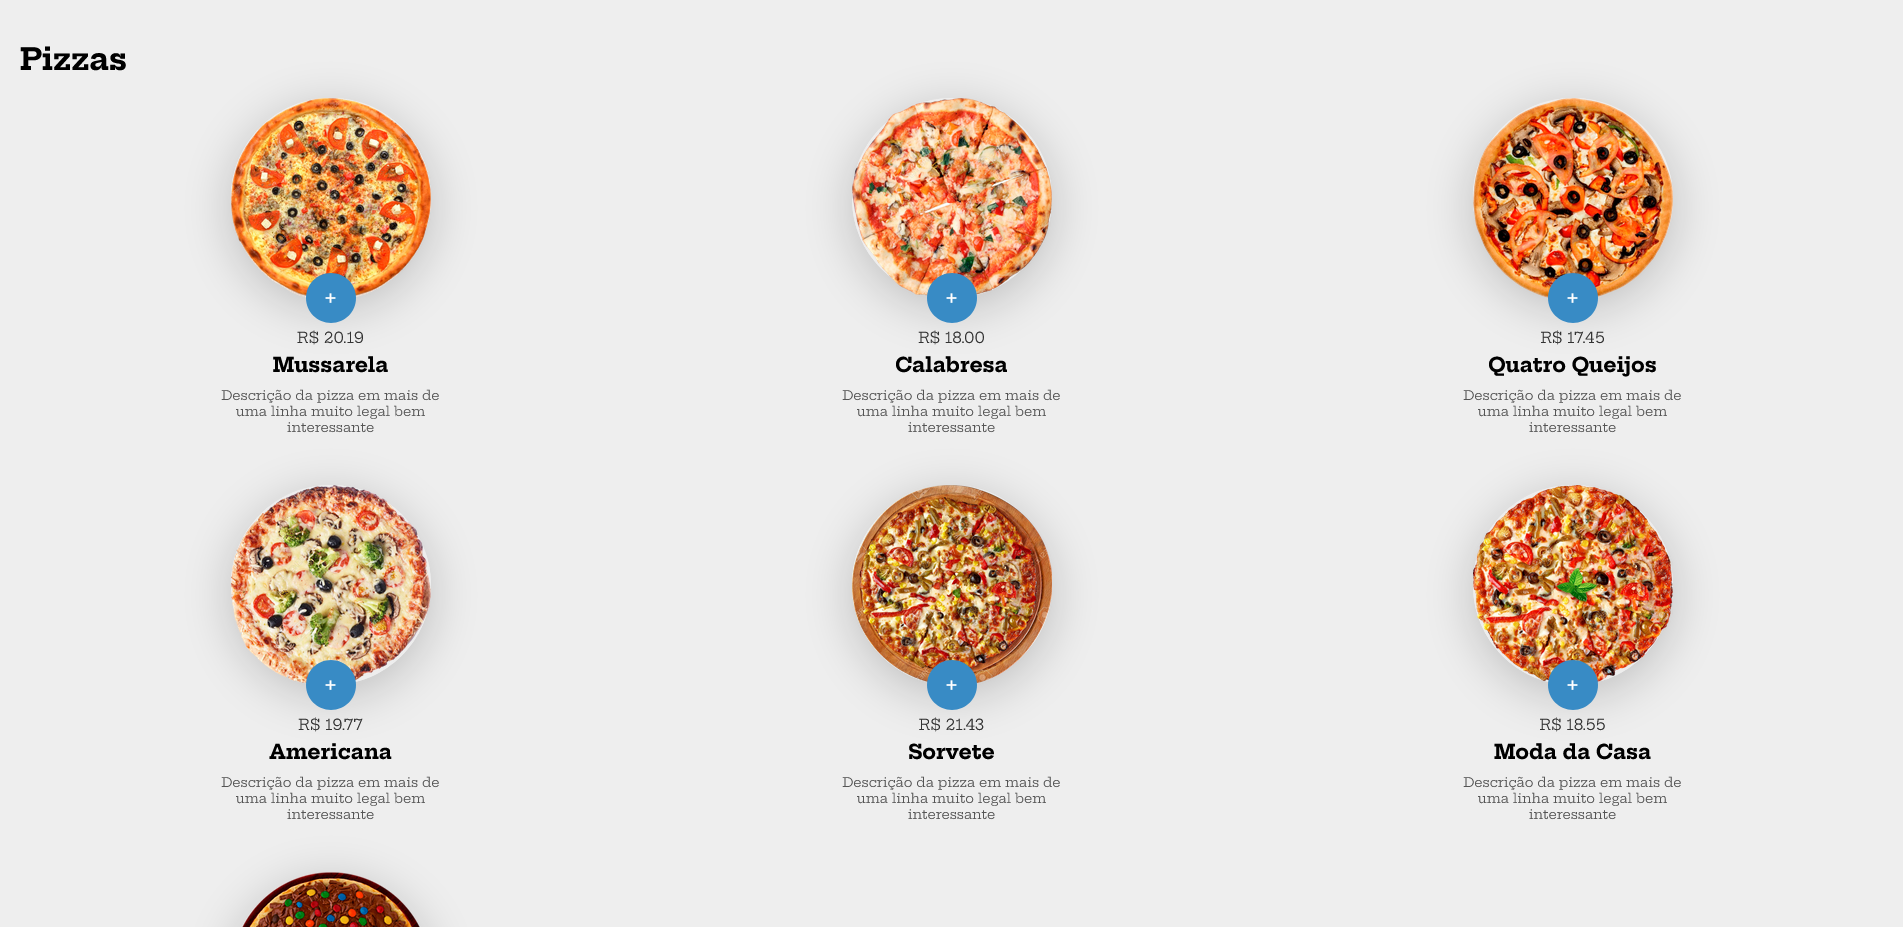 Pizzas
+
+
+
R$ 20.19
R$ 18.00
R$ 17.45
Mussarela
Calabresa
Quatro Queijos
Descrição da pizza em mais de
uma linha muito legal bem
interessante
Descrição da pizza em mais de
uma linha muito legal bem
interessante
Descrição da pizza em mais de
uma linha muito legal bem
interessante
+
+
+
R$ 19.77
R$ 21.43
R$ 18.55
Americana
Sorvete
Moda da Casa
Descrição da pizza em mais de
uma linha muito legal bem
interessante
Descrição da pizza em mais de
uma linha muito legal bem
interessante
Descrição da pizza em mais de
uma linha muito legal bem
interessante